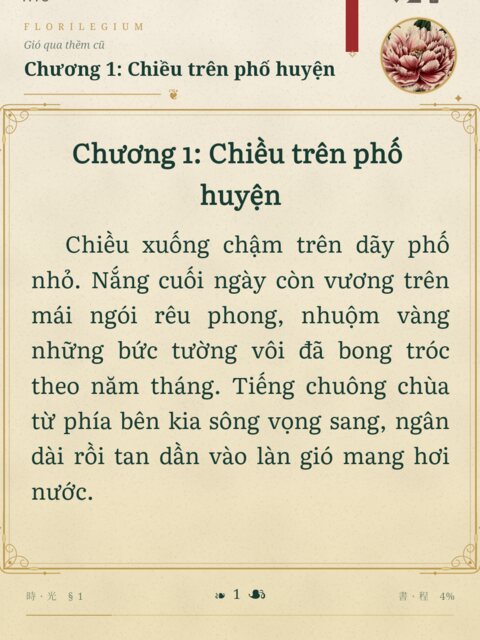 FLORILEGIUM
Gió qua thềm cũ
Chương 1: Chiều trên phố huyện
Chương 1: Chiều trên phố
huyện
Chiều xuống chậm trên dãy phố
nhỏ. Nắng cuối ngày còn vương trên
mái ngói rêu phong, nhuộm vàng
những bức tường vôi đã bong tróc
theo năm tháng. Tiếng chuông chùa
từ phía bên kia sông vọng sang, ngân
dài rồi tan dần vào làn gió mang hơi
nước.
時 · 光 § 1
1
書 · 程 4%